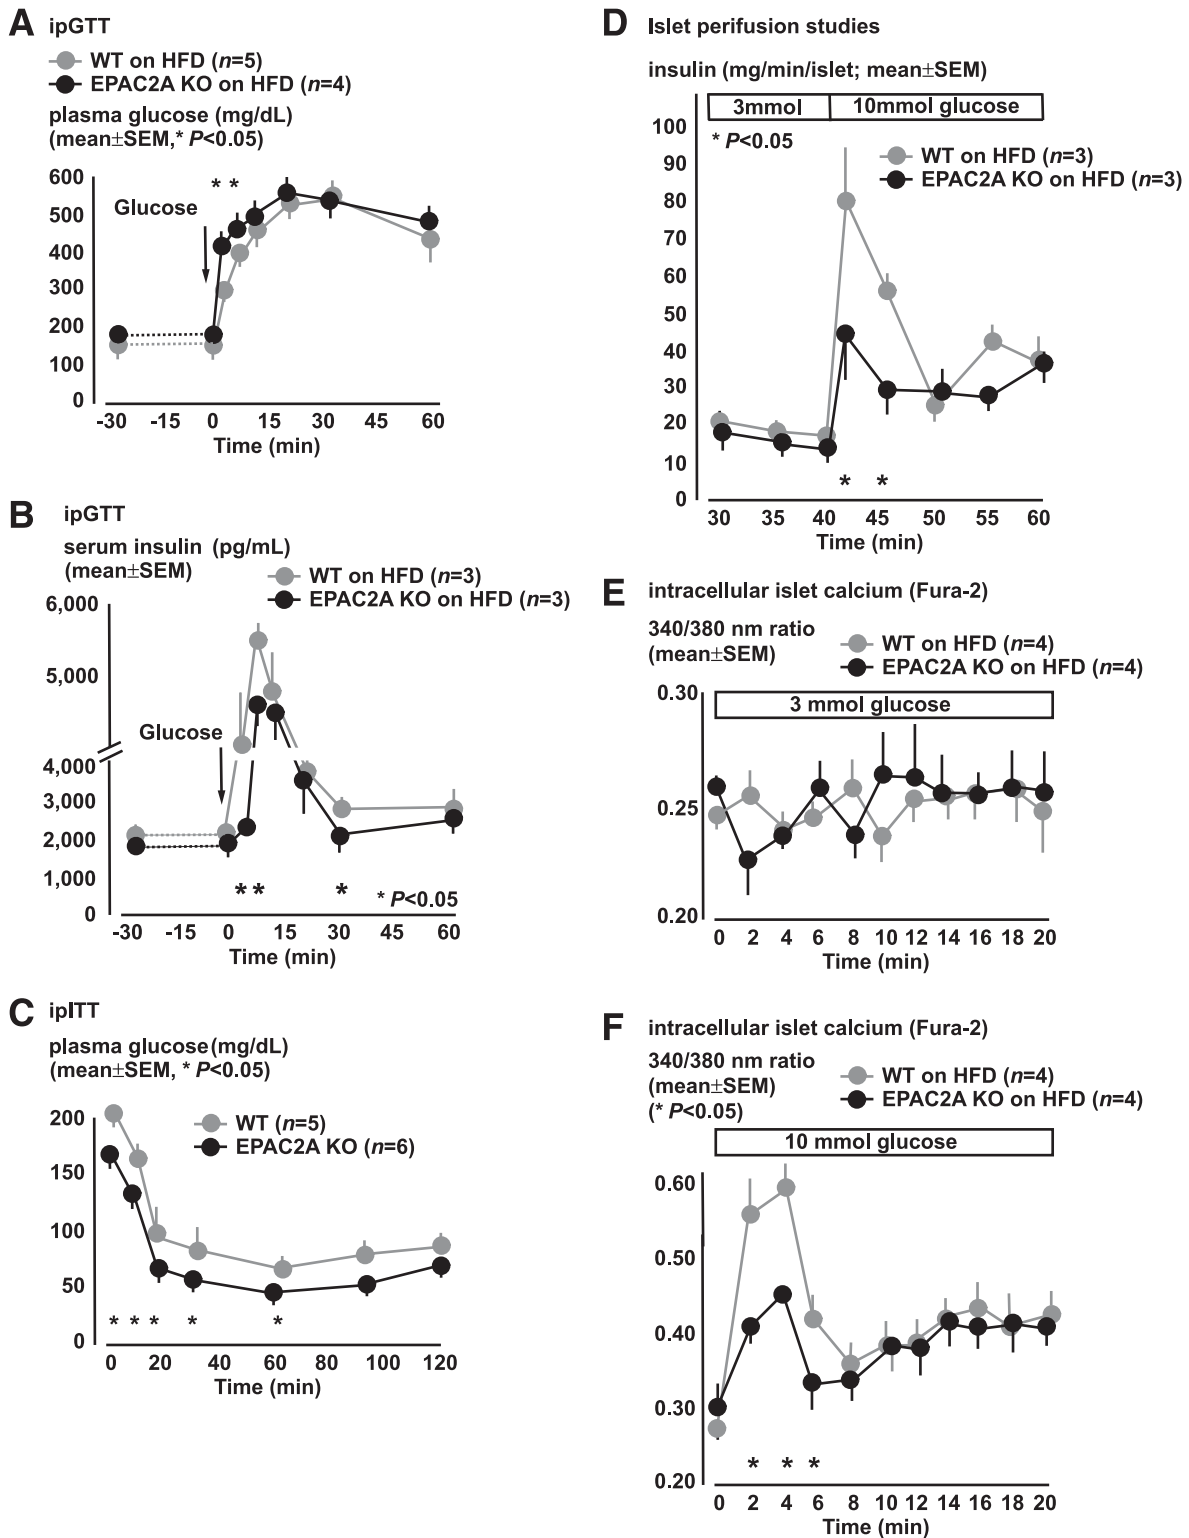 A ipGTT
WT on HFD (n=5)
EPAC2A KO on HFD (n=4)
plasma glucose (mg/dL)
(mean±SEM,* P<0.05)
600
* *
500
Glucose
400
300
200
100
0
-30 -15 0 15 30 45 60
Time (min)
B ipGTT
serum insulin (pg/mL)
(mean±SEM)
WT on HFD (n=3)
EPAC2A KO on HFD (n=3)
6,000
5,000
Glucose
4,000
3,000
2,000
1,000
* * *
* P<0.05
0
-30 -15 0 15 30 45 60
Time (min)
C ipITT
plasma glucose(mg/dL)
(mean±SEM, * P<0.05)
WT (n=5)
EPAC2A KO (n=6)
200
150
100
50
* * * * *
0
0 20 40 60 80 100 120
Time (min)
D Islet perifusion studies
insulin (mg/min/islet; mean±SEM)
3mmol 10mmol glucose
* P<0.05
WT on HFD (n=3)
EPAC2A KO on HFD (n=3)
100
90
80
70
60
50
40
30
20
10
* *
0
30 35 40 45 50 55 60
Time (min)
E intracellular islet calcium (Fura-2)
340/380 nm ratio
(mean±SEM)
WT on HFD (n=4)
EPAC2A KO on HFD (n=4)
0.30
3 mmol glucose
0.25
0.20
0 2 4 6 8 10 12 14 16 18 20
Time (min)
F intracellular islet calcium (Fura-2)
340/380 nm ratio
(mean±SEM)
(* P<0.05)
WT on HFD (n=4)
EPAC2A KO on HFD (n=4)
10 mmol glucose
0.60
0.50
0.40
0.30
* * *
0.20
0 2 4 6 8 10 12 14 16 18 20
Time (min)